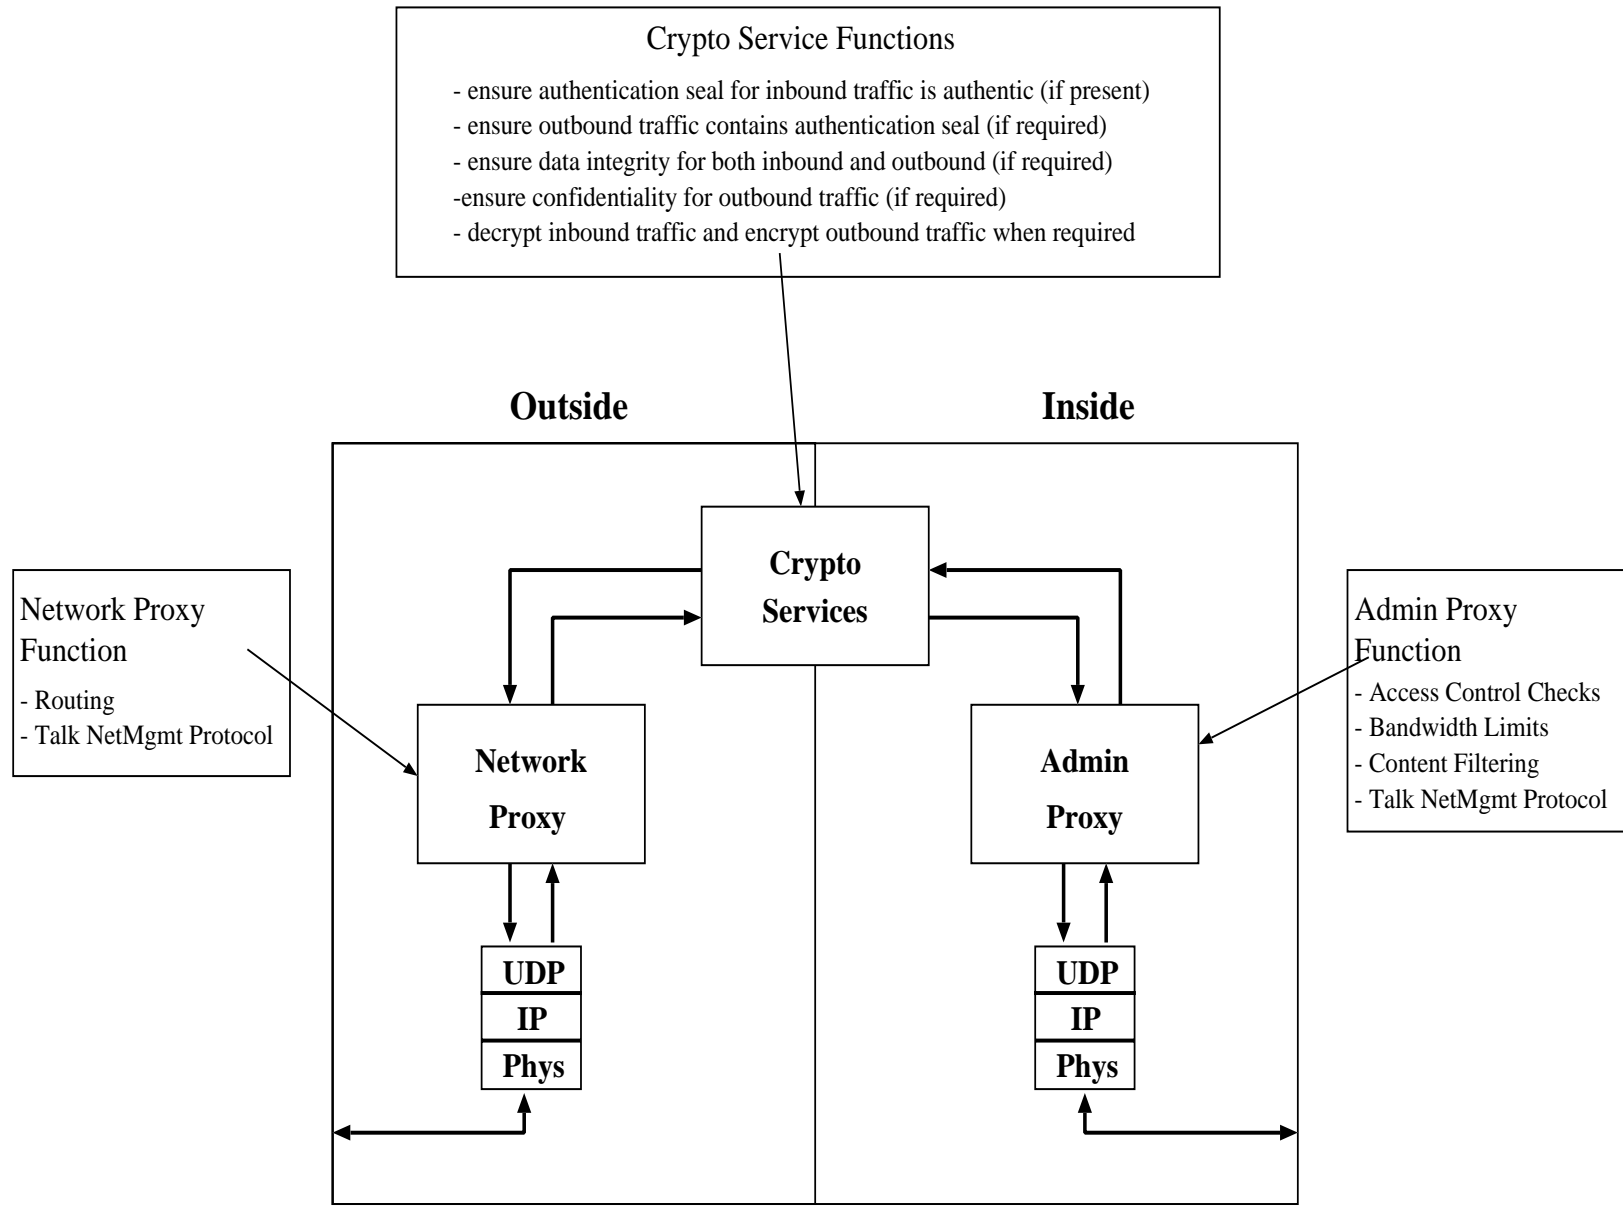 Crypto Service Functions
- ensure authentication seal for inbound traffic is authentic (if present)
- ensure outbound traffic contains authentication seal (if required)
- ensure data integrity for both inbound and outbound (if required)
-ensure confidentiality for outbound traffic (if required)
- decrypt inbound traffic and encrypt outbound traffic when required
Outside
Inside
Crypto
Services
Network Proxy
Function
- Routing
- Talk NetMgmt Protocol
Admin Proxy
Function
- Access Control Checks
- Bandwidth Limits
- Content Filtering
- Talk NetMgmt Protocol
Network
Proxy
Admin
Proxy
UDP
IP
Phys
UDP
IP
Phys